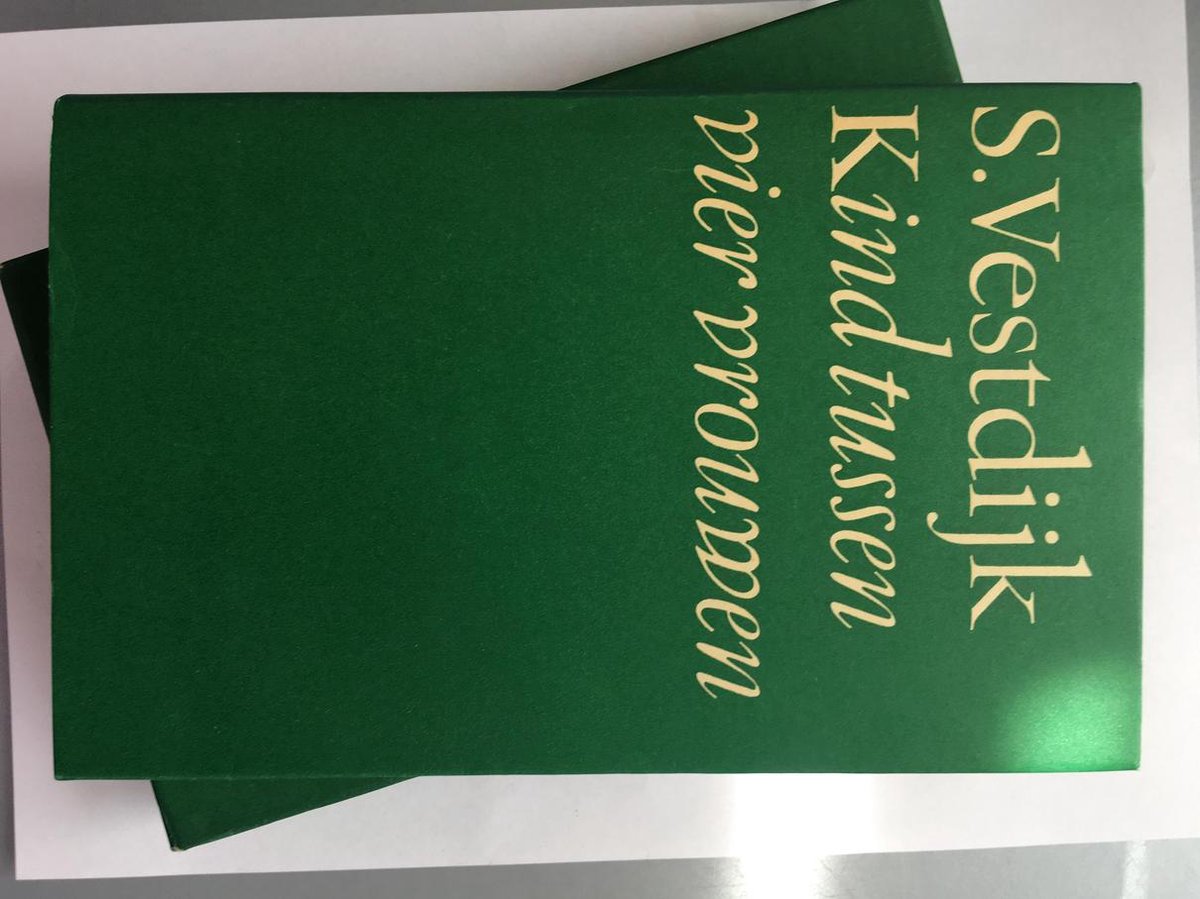 S. Vestdijk
Kind tussen
vier vrouwen